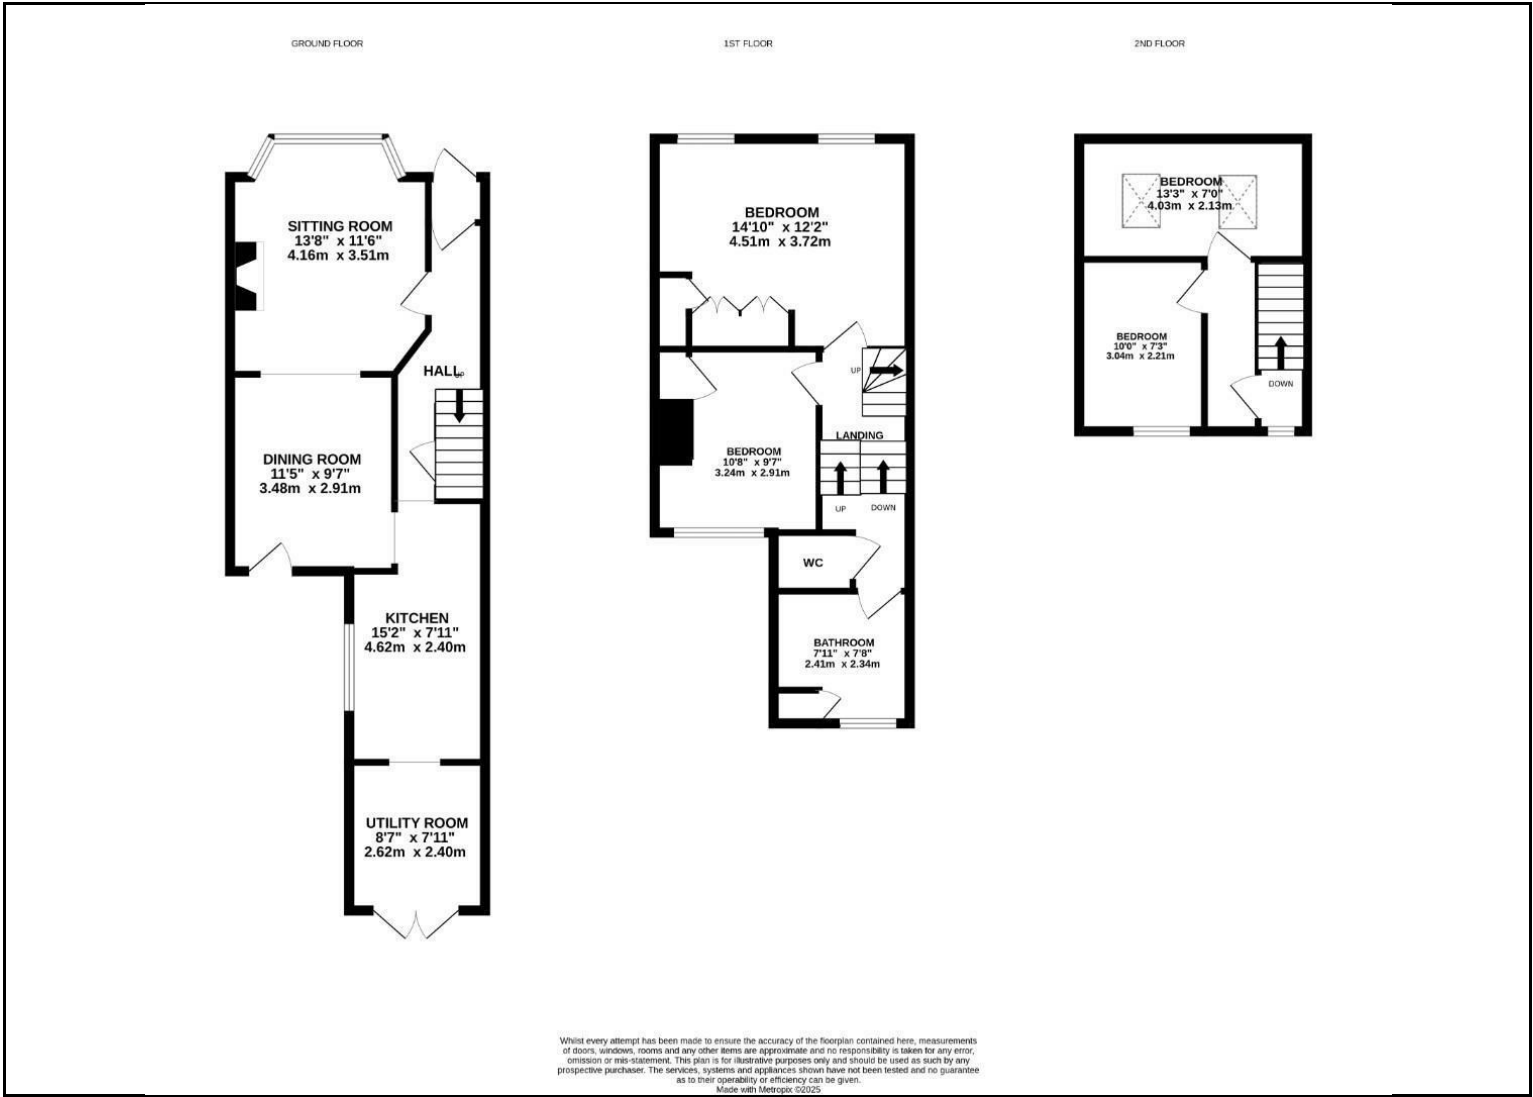 GROUND FLOOR
1ST FLOOR
2ND FLOOR
SITTING ROOM
13'8" x 11'6"
4.16m x 3.51m
HALL
UP
DINING ROOM
11'5" x 9'7"
3.48m x 2.91m
KITCHEN
15'2" x 7'11"
4.62m x 2.40m
UTILITY ROOM
8'7" x 7'11"
2.62m x 2.40m
BEDROOM
14'10" x 12'2"
4.51m x 3.72m
UP
LANDING
BEDROOM
10'8" x 9'7"
3.24m x 2.91m
UP
DOWN
WC
BATHROOM
7'11" x 7'8"
2.41m x 2.34m
BEDROOM
13'3" x 7'0"
4.03m x 2.13m
BEDROOM
10'0" x 7'3"
3.04m x 2.21m
DOWN
Whilst every attempt has been made to ensure the accuracy of the floorplan contained here, measurements
of doors, windows, rooms and any other items are approximate and no responsibility is taken for any error,
omission or mis-statement. This plan is for illustrative purposes only and should be used as such by any
prospective purchaser. The services, systems and appliances shown have not been tested and no guarantee
as to their operability or efficiency can be given.
Made with Metropix ©2025